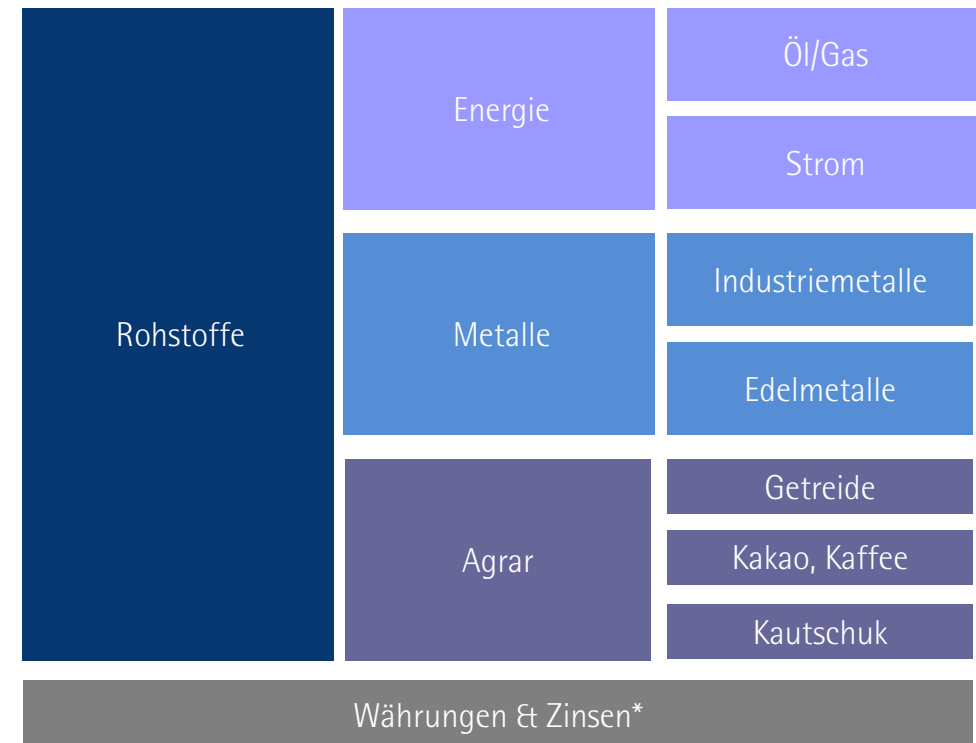 Rohstoffe
Energie
Öl/Gas
Strom
Metalle
Industriemetalle
Edelmetalle
Agrar
Getreide
Kakao, Kaffee
Kautschuk
Währungen & Zinsen*